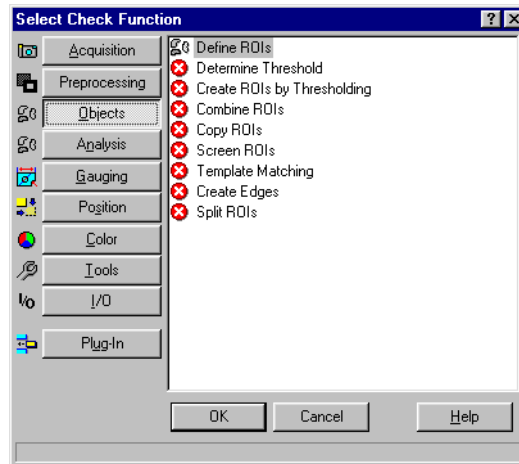 Select Check Function
Acquisition
Preprocessing
Objects
Analysis
Gauging
Position
Color
Tools
I/O
I/O
Plug-In
Define ROIs
Determine Threshold
Create ROIs by Thresholding
Combine ROIs
Copy ROIs
Screen ROIs
Template Matching
Create Edges
Split ROIs
OK
Cancel
Help